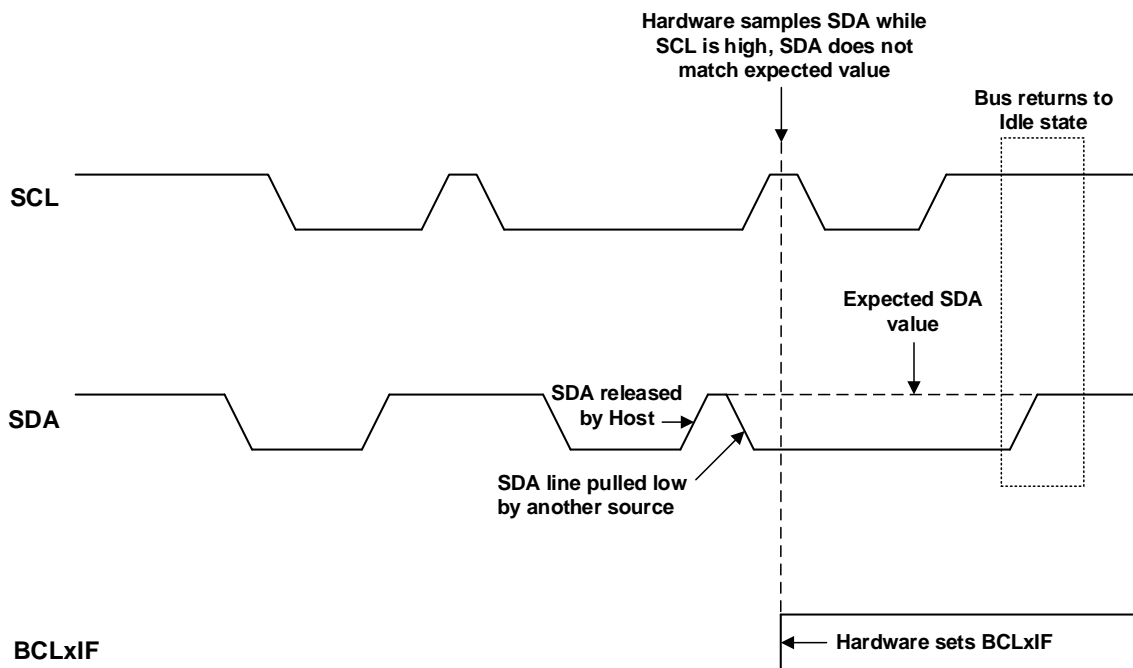 Hardware samples SDA while
SCL is high, SDA does not
match expected value
Bus returns to
Idle state
SCL
Expected SDA
value
SDA released
by Host
SDA
SDA line pulled low
by another source
BCLxIF
Hardware sets BCLxIF